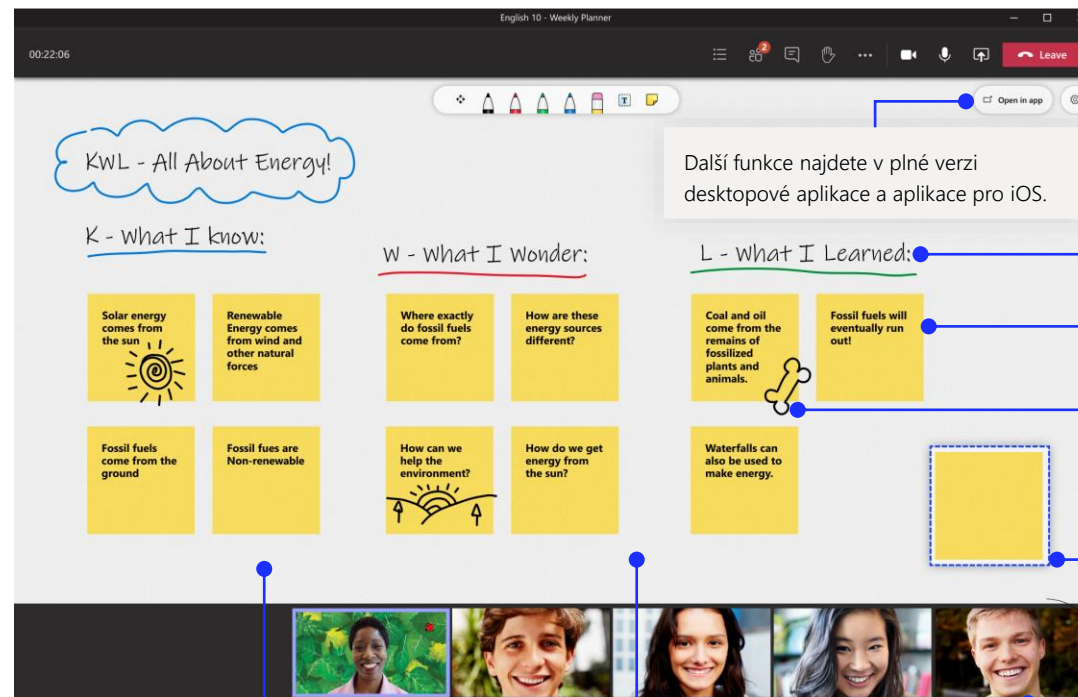 English 10 - Weekly Planner
00:22:06
2
Leave
T
Open in app
Další funkce najdete v plné verzi
desktopové aplikace a aplikace pro iOS.
KWL - All About Energy!
K - What I know:
W - What I Wonder:
L - What I Learned:
Solar energy
comes from
the sun
Renewable
Energy comes
from wind and
other natural
forces
Fossil fuels
come from the
ground
Fossil fues are
Non-renewable
Where exactly
do fossil fuels
come from?
How are these
energy sources
different?
How can we
help the
environment?
How do we get
energy from
the sun?
Coal and oil
come from the
remains of
fossilized
plants and
animals.
Fossil fuels will
eventually run
out!
Waterfalls can
also be used to
make energy.